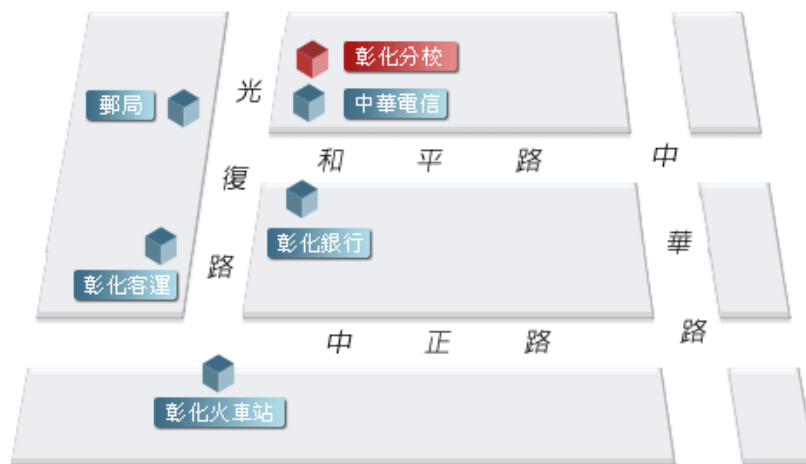 彰化分校
中華電信
郵局
光復路
和平路
中華路
彰化銀行
彰化客運
中正路
彰化火車站